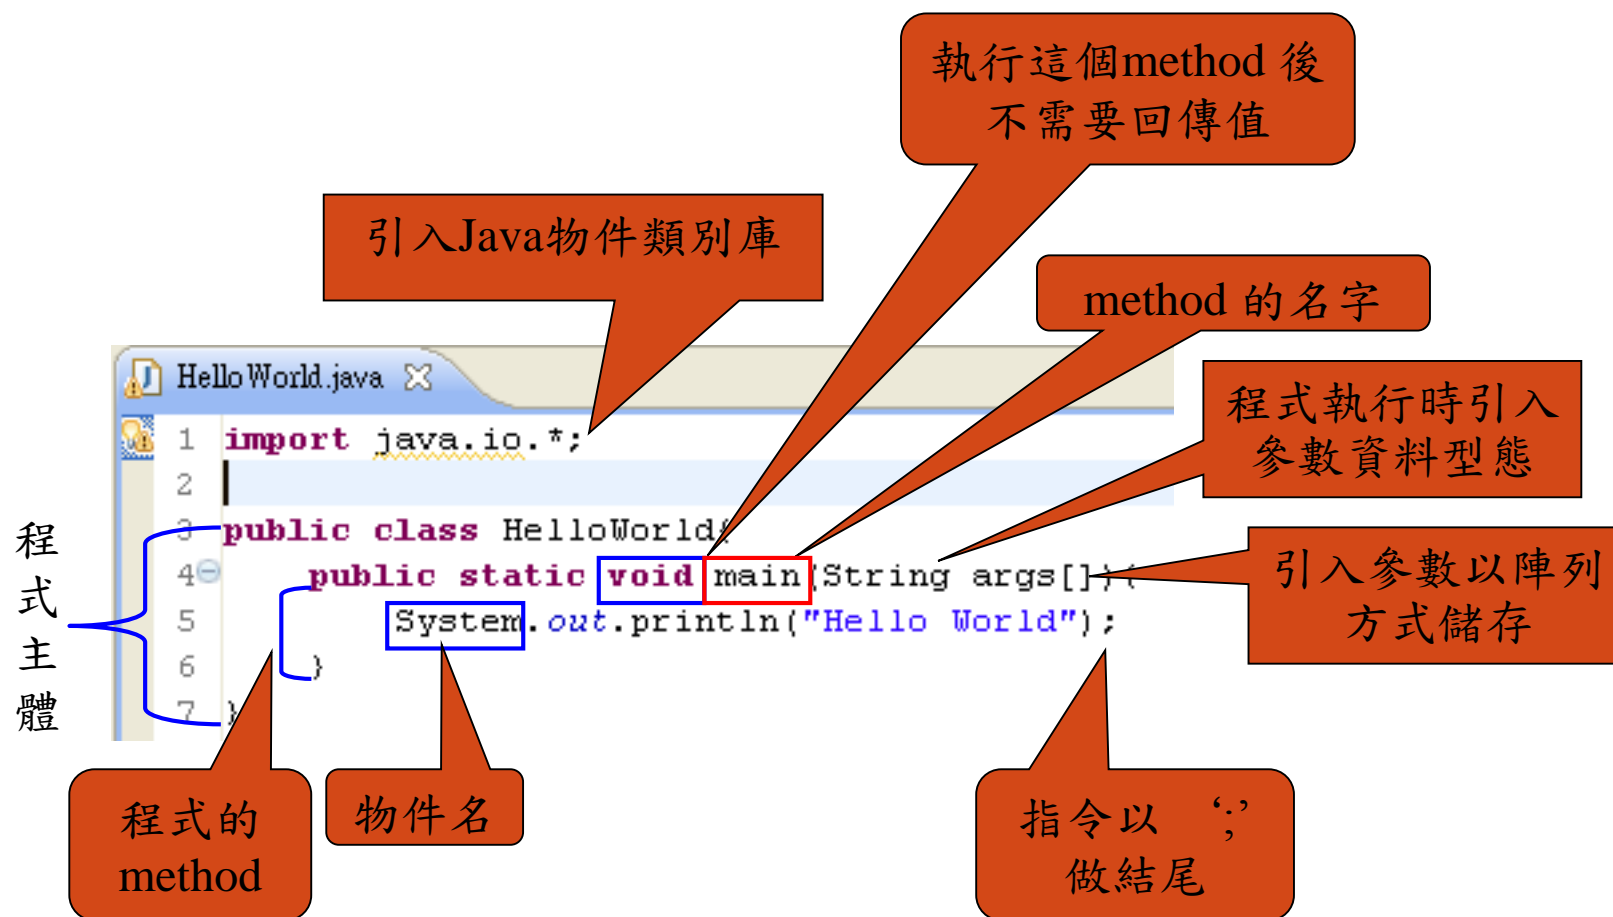 執行這個method 後
不需要回傳值
引入Java物件類別庫
method 的名字
HelloWorld.java
程式執行時引入
參數資料型態
1 import java.io.*;
2
3 public class HelloWorld{
4 public static void main(String args[]){
5 System.out.println("Hello World");
6 }
7 }
引入參數以陣列
方式儲存
程式主體
程式的
method
物件名
指令以 ‘;’
做結尾